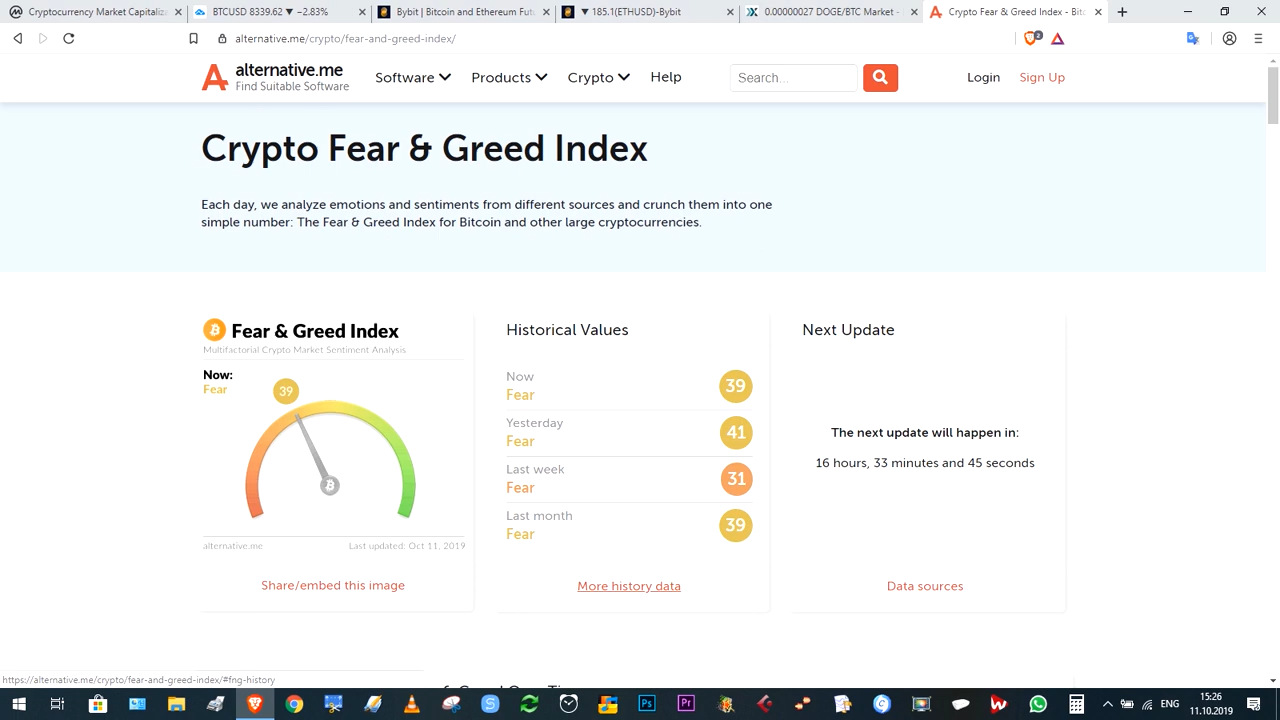 Cryptocurrency Market Capitaliz
BTCUSD 8339.62 ▼ −2.83%
Bybit | Bitcoin and Ethereum Futu
▼ 185.1(ETHUSD)-Bybit
0.00000027 DOGE/BTC Market -
Crypto Fear & Greed Index - Bitc
alternative.me/crypto/fear-and-greed-index/
2
alternative.me
Find Suitable Software
Software
Products
Crypto
Help
Search...
Login
Sign Up
Crypto Fear & Greed Index
Each day, we analyze emotions and sentiments from different sources and crunch them into one
simple number: The Fear & Greed Index for Bitcoin and other large cryptocurrencies.
Fear & Greed Index
Multifactorial Crypto Market Sentiment Analysis
Now:
Fear
39
alternative.me
Last updated: Oct 11, 2019
Share/embed this image
Historical Values
Now
Fear
39
Yesterday
Fear
41
Last week
Fear
31
Last month
Fear
39
More history data
Next Update
The next update will happen in:
16 hours, 33 minutes and 45 seconds
Data sources
https://alternative.me/crypto/fear-and-greed-index/#fng-history
Ps
Pr
ENG
15:26
11.10.2019